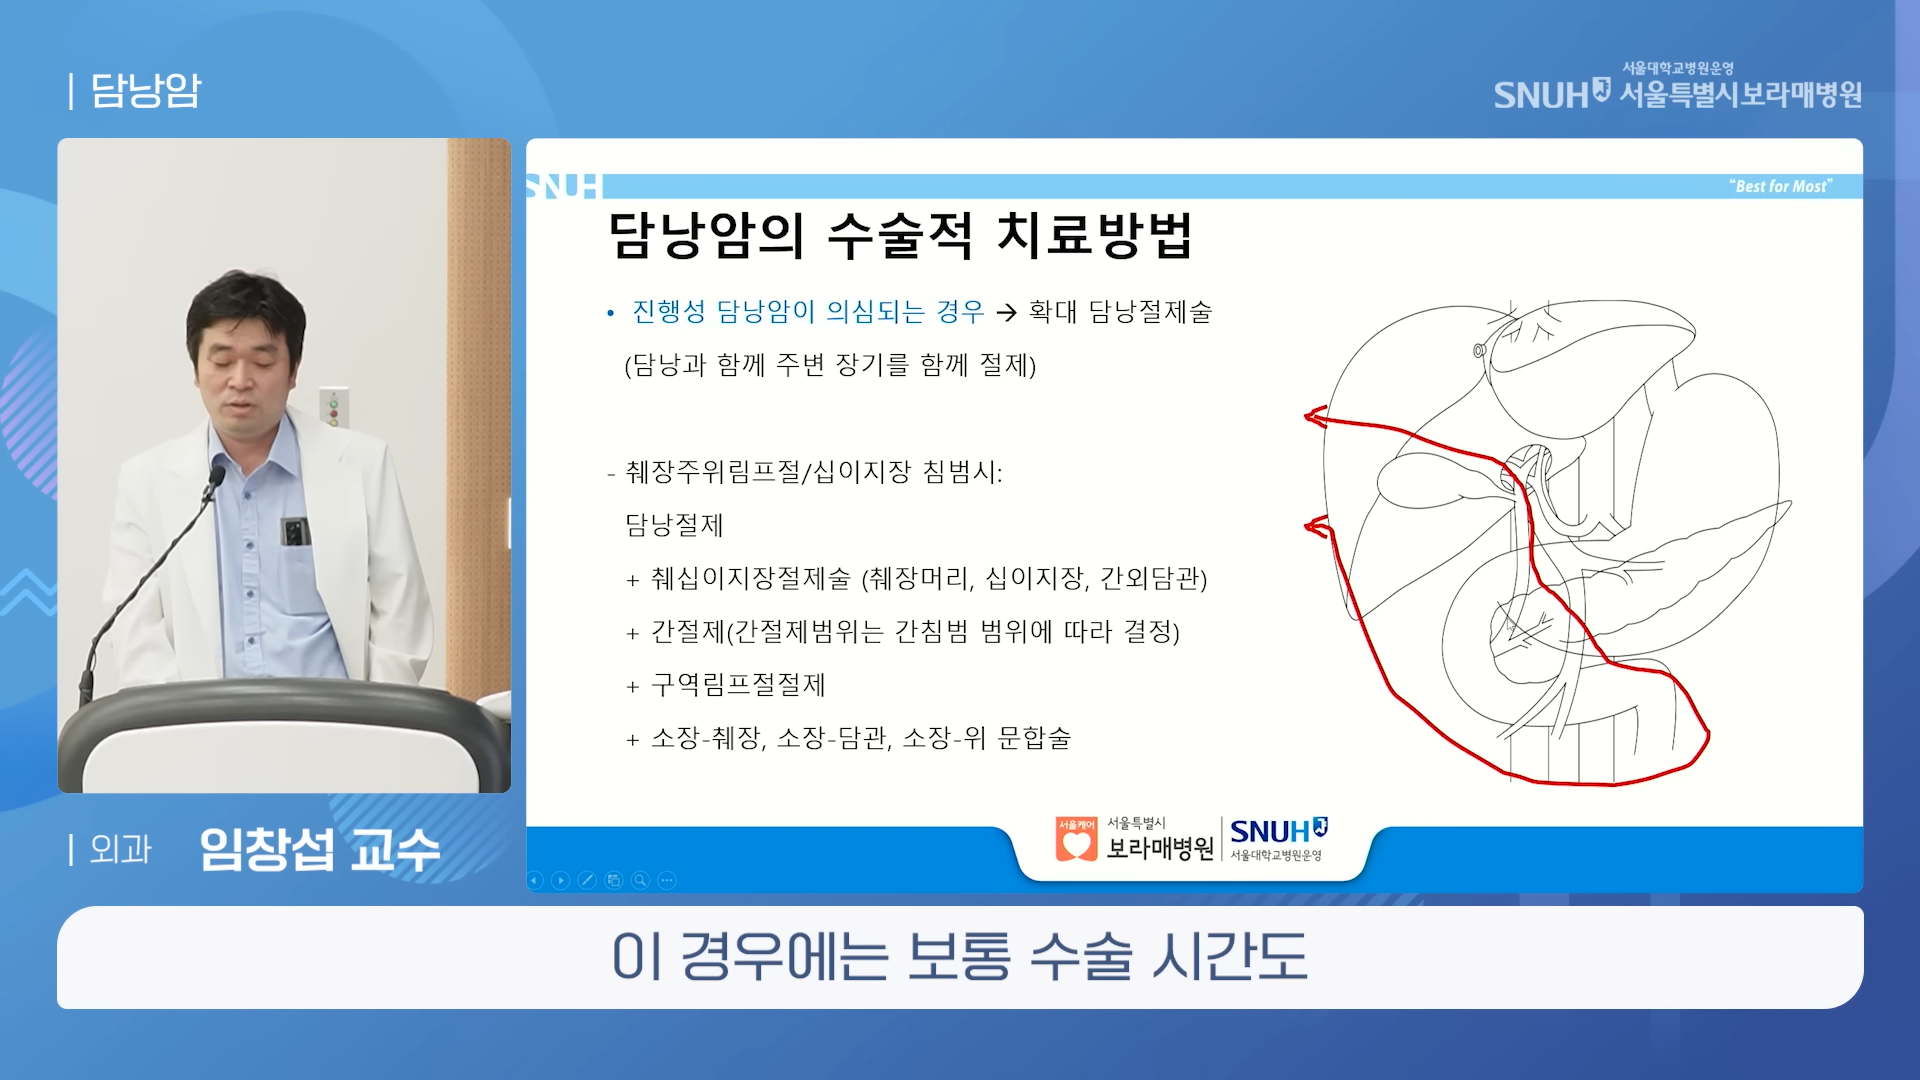 담낭암
서울대학교병원운영
SNUH 서울특별시보라매병원
SNUH
“Best for Most”
담낭암의 수술적 치료방법
• 진행성 담낭암이 의심되는 경우 → 확대 담낭절제술
(담낭과 함께 주변 장기를 함께 절제)
- 췌장주위림프절/십이지장 침범시:
담낭절제
+ 췌십이지장절제술 (췌장머리, 십이지장, 간외담관)
+ 간절제(간절제범위는 간침범 범위에 따라 결정)
+ 구역림프절절제
+ 소장-췌장, 소장-담관, 소장-위 문합술
서울케어
서울특별시
보라매병원
SNUH
서울대학교병원운영
외과 임창섭 교수
이 경우에는 보통 수술 시간도